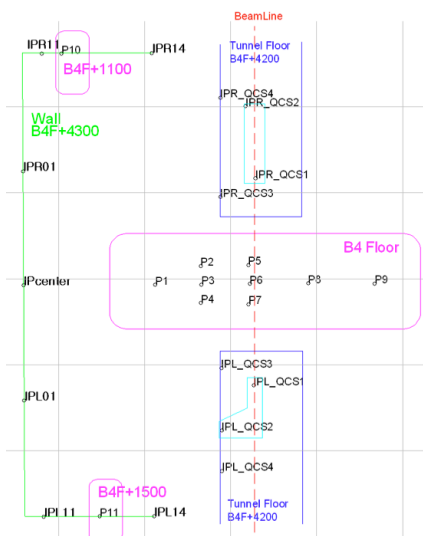 BeamLine
IPR11
P10
IPR14
Tunnel Floor
B4F+4200
B4F+1100
IPR_QCS4
IPR_QCS2
Wall
B4F+4300
IPR01
IPR_QCS1
IPR_QCS3
B4 Floor
P2
P5
IPcenter
P1
P3
P6
P8
P9
P4
P7
IPL_QCS3
IPL_QCS1
IPL01
IPL_QCS2
IPL_QCS4
B4F+1500
Tunnel Floor
B4F+4200
IPL11
P11
IPL14